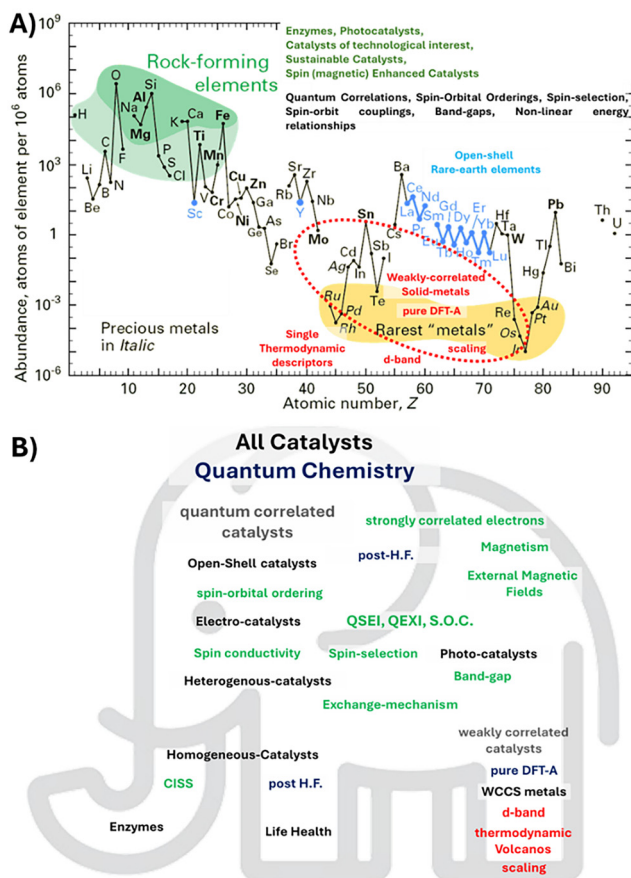 A)
Enzymes, Photocatalysts,
Catalysts of technological interest,
Sustainable Catalysts,
Spin (magnetic) Enhanced Catalysts
Quantum Correlations, Spin-Orbital Orderings, Spin-selection,
Spin-orbit couplings, Band-gaps, Non-linear energy
relationships
Abundance, atoms of element per 10⁶ atoms
10⁹
10⁶
10³
1
10⁻³
10⁻⁶
Rock-forming
elements
H
Li
Be
B
C
N
O
F
Na
Mg
Al
Si
P
S
Cl
K
Ca
Sc
Ti
V
Cr
Mn
Fe
Co
Ni
Cu
Zn
Ga
Ge
As
Se
Br
Rb
Sr
Y
Zr
Nb
Mo
Ru
Rh
Pd
Ag
Cd
In
Sn
Sb
Te
I
Cs
Ba
Open-shell
Rare-earth elements
La
Ce
Pr
Nd
Sm
Eu
Gd
Tb
Dy
Ho
Er
Tm
Yb
Lu
Hf
Ta
W
Re
Os
Ir
Pt
Au
Hg
Tl
Pb
Bi
Th
U
Weakly-correlated
Solid-metals
pure DFT-A
Rarest "metals"
Precious metals
in Italic
Single
Thermodynamic
descriptors
d-band
scaling
0 10 20 30 40 50 60 70 80 90
Atomic number, Z
B)
All Catalysts
Quantum Chemistry
quantum correlated
catalysts
strongly correlated electrons
post-H.F.
Magnetism
Open-Shell catalysts
External Magnetic
Fields
spin-orbital ordering
Electro-catalysts
QSEI, QEXI, S.O.C.
Spin conductivity
Spin-selection
Photo-catalysts
Heterogenous-catalysts
Band-gap
Exchange-mechanism
weakly correlated
catalysts
Homogeneous-Catalysts
pure DFT-A
CISS
post H.F.
WCCS metals
d-band
Enzymes
Life Health
thermodynamic
Volcanos
scaling